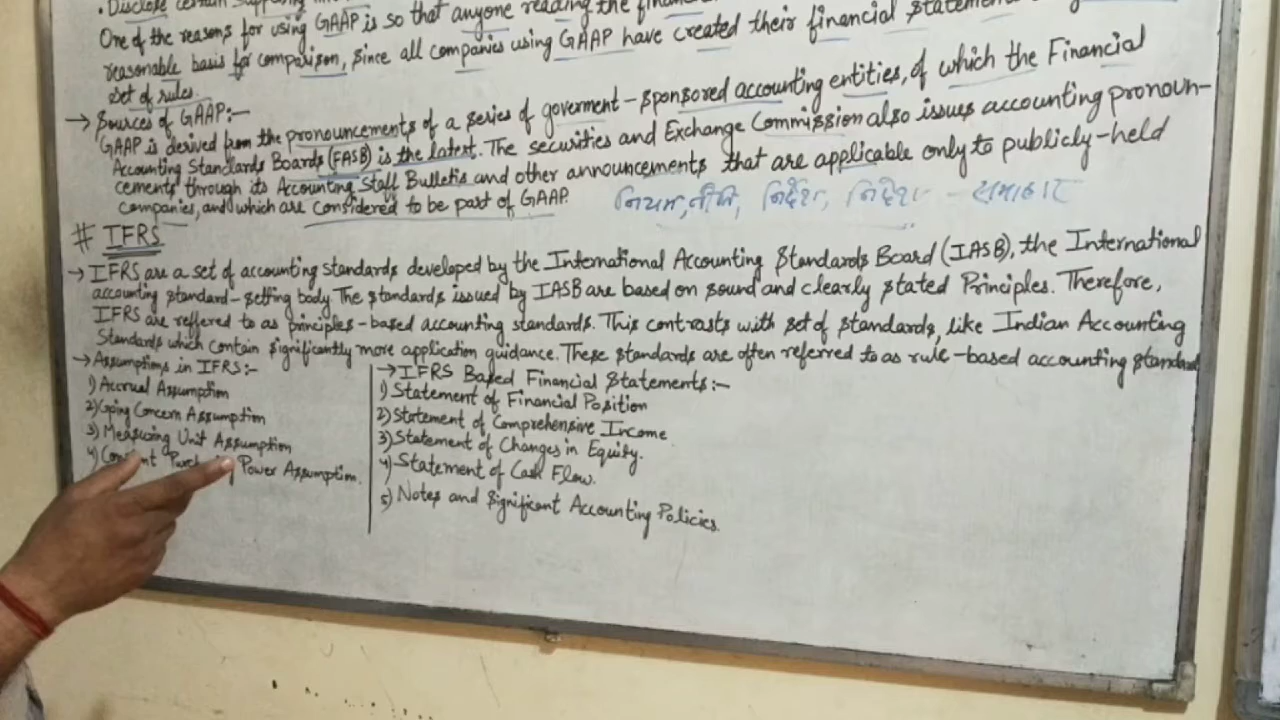 • Disclose certain supporting
One of the reasons for using GAAP is so that anyone reading the
reasonable basis for comparison, since all companies using GAAP have created their financial statement
set of rules.
→ Sources of GAAP:-
GAAP is derived from the pronouncements of a series of goverment-sponsored accounting entities, of which the Financial
Accounting Standards Boards (FASB) is the latest. The securities and Exchange Commission also issues accounting pronoun-
cements through its Accounting Staff Bulletis and other announcements that are applicable only to publicly-held
companies, and which are considered to be part of GAAP.
नियम, नीति, निर्देश, निदेश - समाहार
# IFRS
→ IFRS are a set of accounting standards developed by the International Accounting Standards Board (IASB), the International
accounting standard-setting body. The standards issued by IASB are based on sound and clearly stated Principles. Therefore,
IFRS are reffered to as principles-based accounting standards. This contrasts with set of standards, like Indian Accounting
Standards which contain significantly more application guidance. These standards are often referred to as rule-based accounting standard
→ Assumptions in IFRS:-
1) Accrual Assumption
2) Going Concern Assumption
3) Measuring Unit Assumption
4) Power Assumption.
→ IFRS Based Financial Statements:-
1) Statement of Financial Position
2) Statement of Comprehensive Income
3) Statement of Changes in Equity.
4) Statement of Cash Flow.
5) Notes and Significant Accounting Policies.